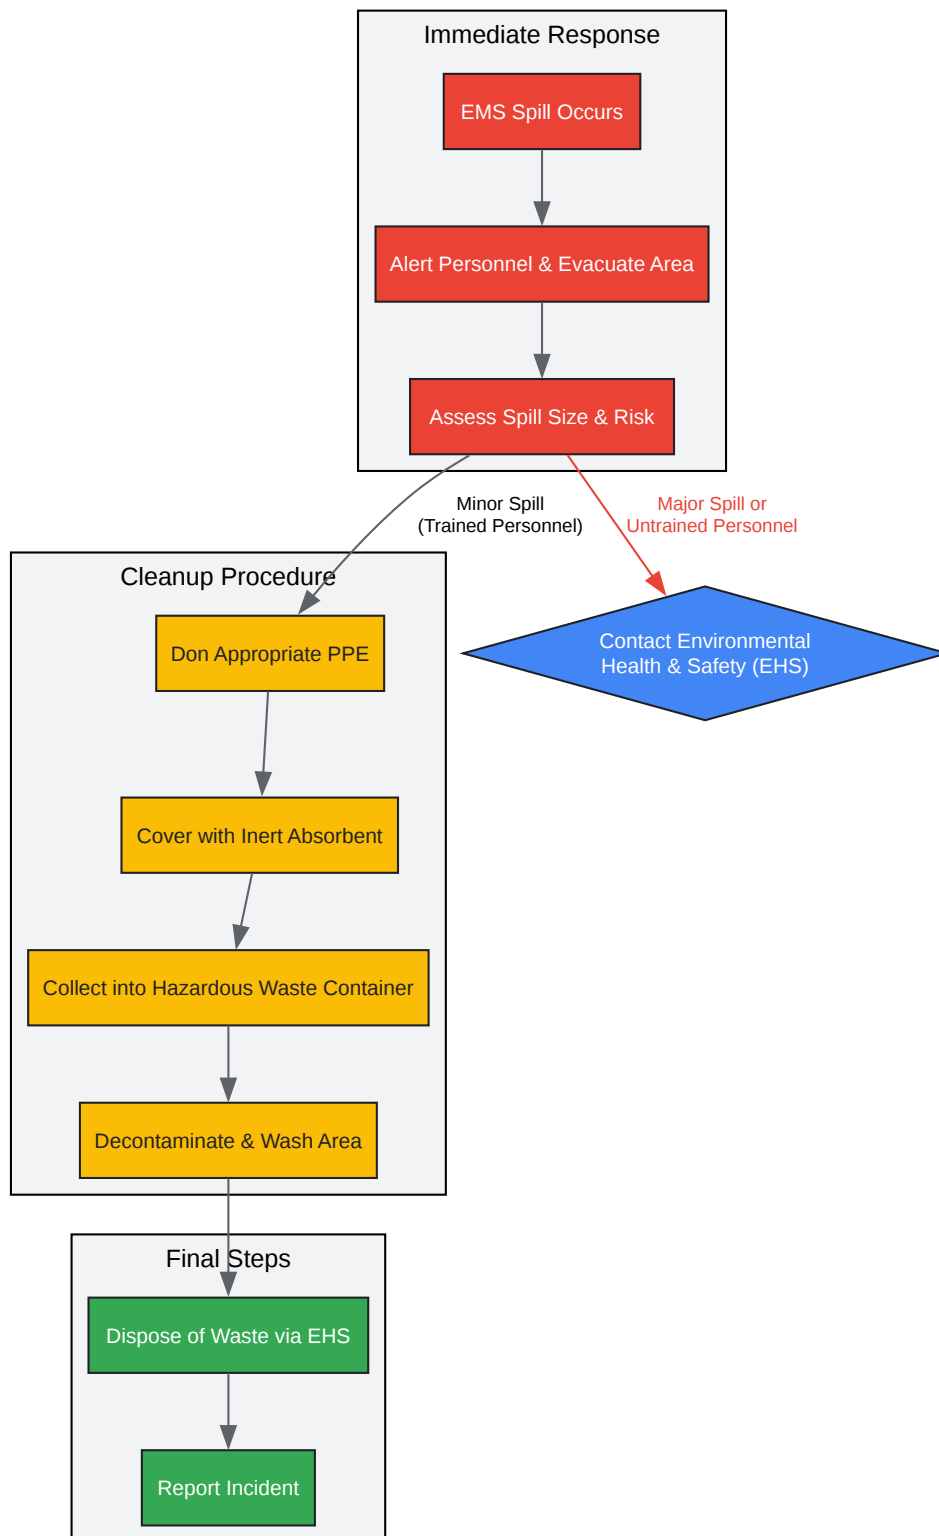 Immediate Response
EMS Spill Occurs
Alert Personnel & Evacuate Area
Assess Spill Size & Risk
Minor Spill
(Trained Personnel)
Major Spill or
Untrained Personnel
Cleanup Procedure
Don Appropriate PPE
Contact Environmental
Health & Safety (EHS)
Cover with Inert Absorbent
Collect into Hazardous Waste Container
Decontaminate & Wash Area
Final Steps
Dispose of Waste via EHS
Report Incident